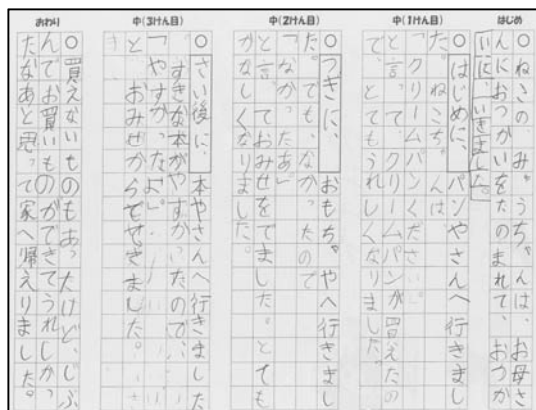 はじめ
○ねこの、みゃうちゃんは、お母さ
んにおつかいをたのまれて、おつか
いに、いきました。
中(1けん目)
○はじめに、パンやさんへ行きまし
た。ねこちゃんは
「クリームパンください。」
と言って、クリームパンが買えたの
で、とてもうれしくなりました。
中(2けん目)
○つぎに、おもちゃやへ行きまし
た。でも、なかったので
「なかったあ」
と言っておみせをでました。とても
かなしくなりました。
中(3けん目)
○さい後に、本やさんへ行きました
すきな本がやすかったので、
「やすかったよ」
と おみせからでてきました。
おわり
○買えないものもあったけど、じぶ
んでお買いものができてうれしかっ
たなあと思って家へ帰えりました。